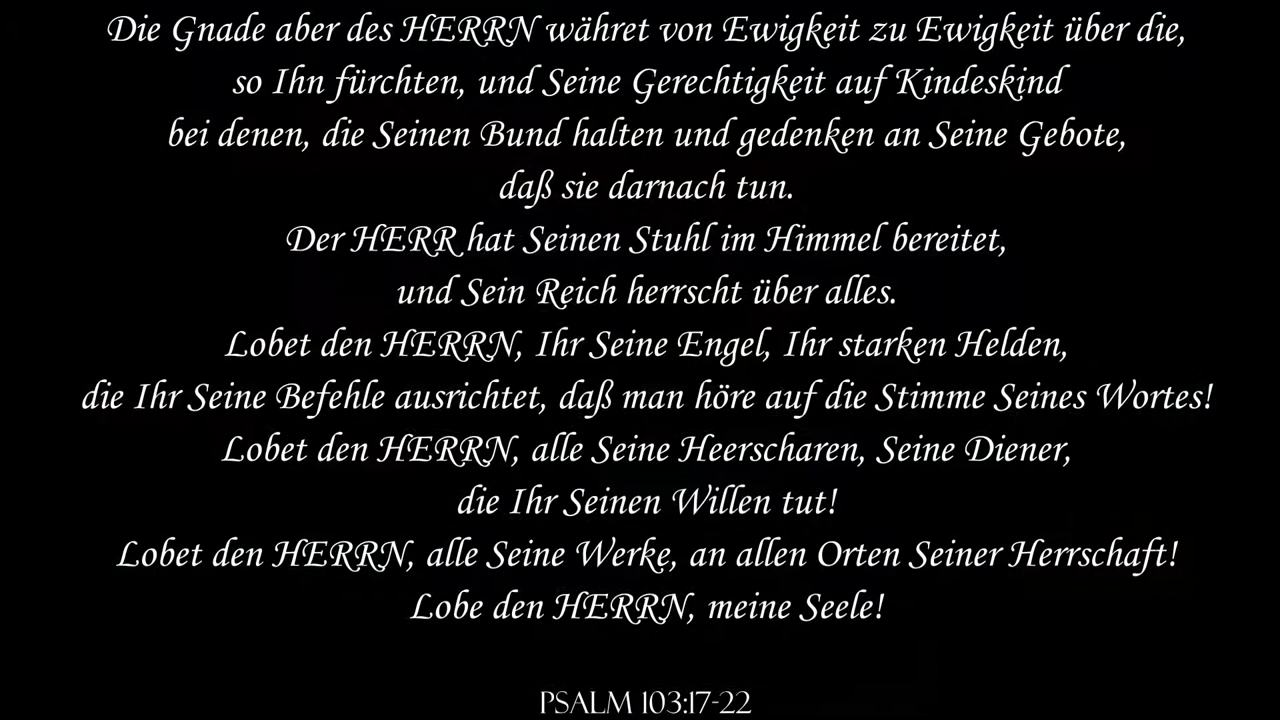 Die Gnade aber des HERRN währet von Ewigkeit zu Ewigkeit über die,
so Ihn fürchten, und Seine Gerechtigkeit auf Kindeskind
bei denen, die Seinen Bund halten und gedenken an Seine Gebote,
daß sie darnach tun.
Der HERR hat Seinen Stuhl im Himmel bereitet,
und Sein Reich herrscht über alles.
Lobet den HERRN, Ihr Seine Engel, Ihr starken Helden,
die Ihr Seine Befehle ausrichtet, daß man höre auf die Stimme Seines Wortes!
Lobet den HERRN, alle Seine Heerscharen, Seine Diener,
die Ihr Seinen Willen tut!
Lobet den HERRN, alle Seine Werke, an allen Orten Seiner Herrschaft!
Lobe den HERRN, meine Seele!
PSALM 103:17-22